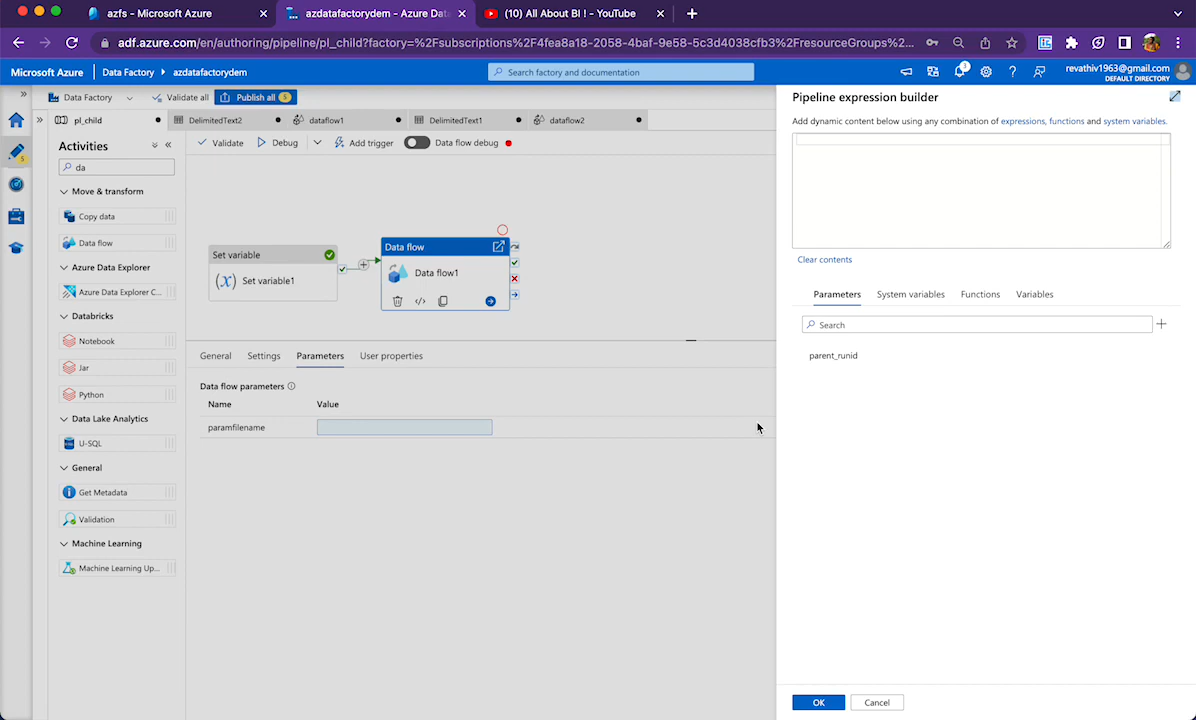 azfs - Microsoft Azure
azdatafactorydem - Azure Data
(10) All About BI ! - YouTube
adf.azure.com/en/authoring/pipeline/pl_child?factory=%2Fsubscriptions%2F4fea8a18-2058-4baf-9e58-5c3d4038cfb3%2FresourceGroups%2...
Microsoft Azure
Data Factory
azdatafactorydem
Search factory and documentation
1
revathiv1963@gmail.com
DEFAULT DIRECTORY
Data Factory
Validate all
Publish all 5
pl_child
DelimitedText2
dataflow1
DelimitedText1
dataflow2
5
Activities
da
Move & transform
Copy data
Data flow
Azure Data Explorer
Azure Data Explorer C...
Databricks
Notebook
Jar
Python
Data Lake Analytics
U-SQL
General
Get Metadata
Validation
Machine Learning
Machine Learning Up...
Validate
Debug
Add trigger
Data flow debug
Set variable
(x) Set variable1
Data flow
Data flow1
General
Settings
Parameters
User properties
Data flow parameters
Name
Value
paramfilename
Pipeline expression builder
Add dynamic content below using any combination of expressions, functions and system variables.
Clear contents
Parameters
System variables
Functions
Variables
Search
parent_runid
OK
Cancel